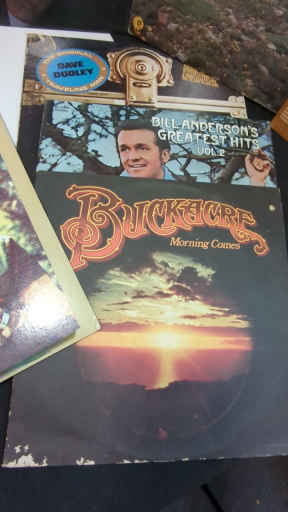 DAVE
DUDLEY
BILL ANDERSON'S
GREATEST HITS
VOL. 2
BUCKACRE
Morning Comes